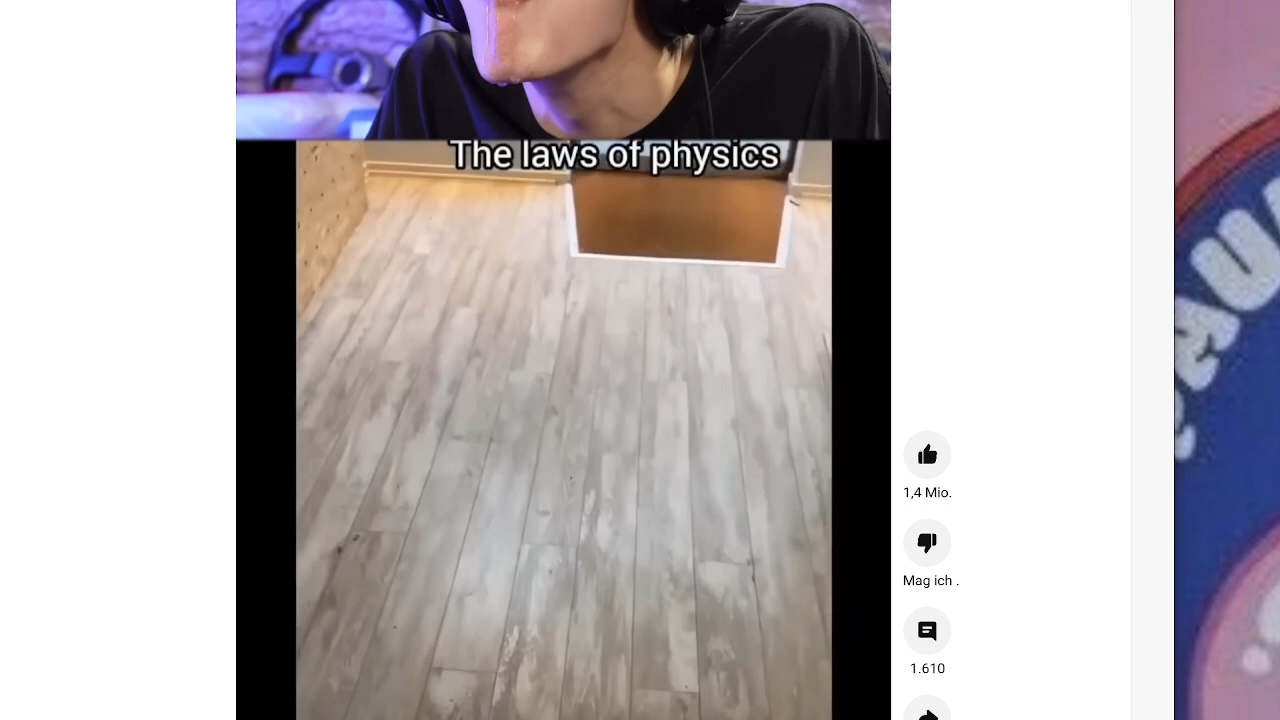 The laws of physics
1,4 Mio.
Mag ich .
1.610